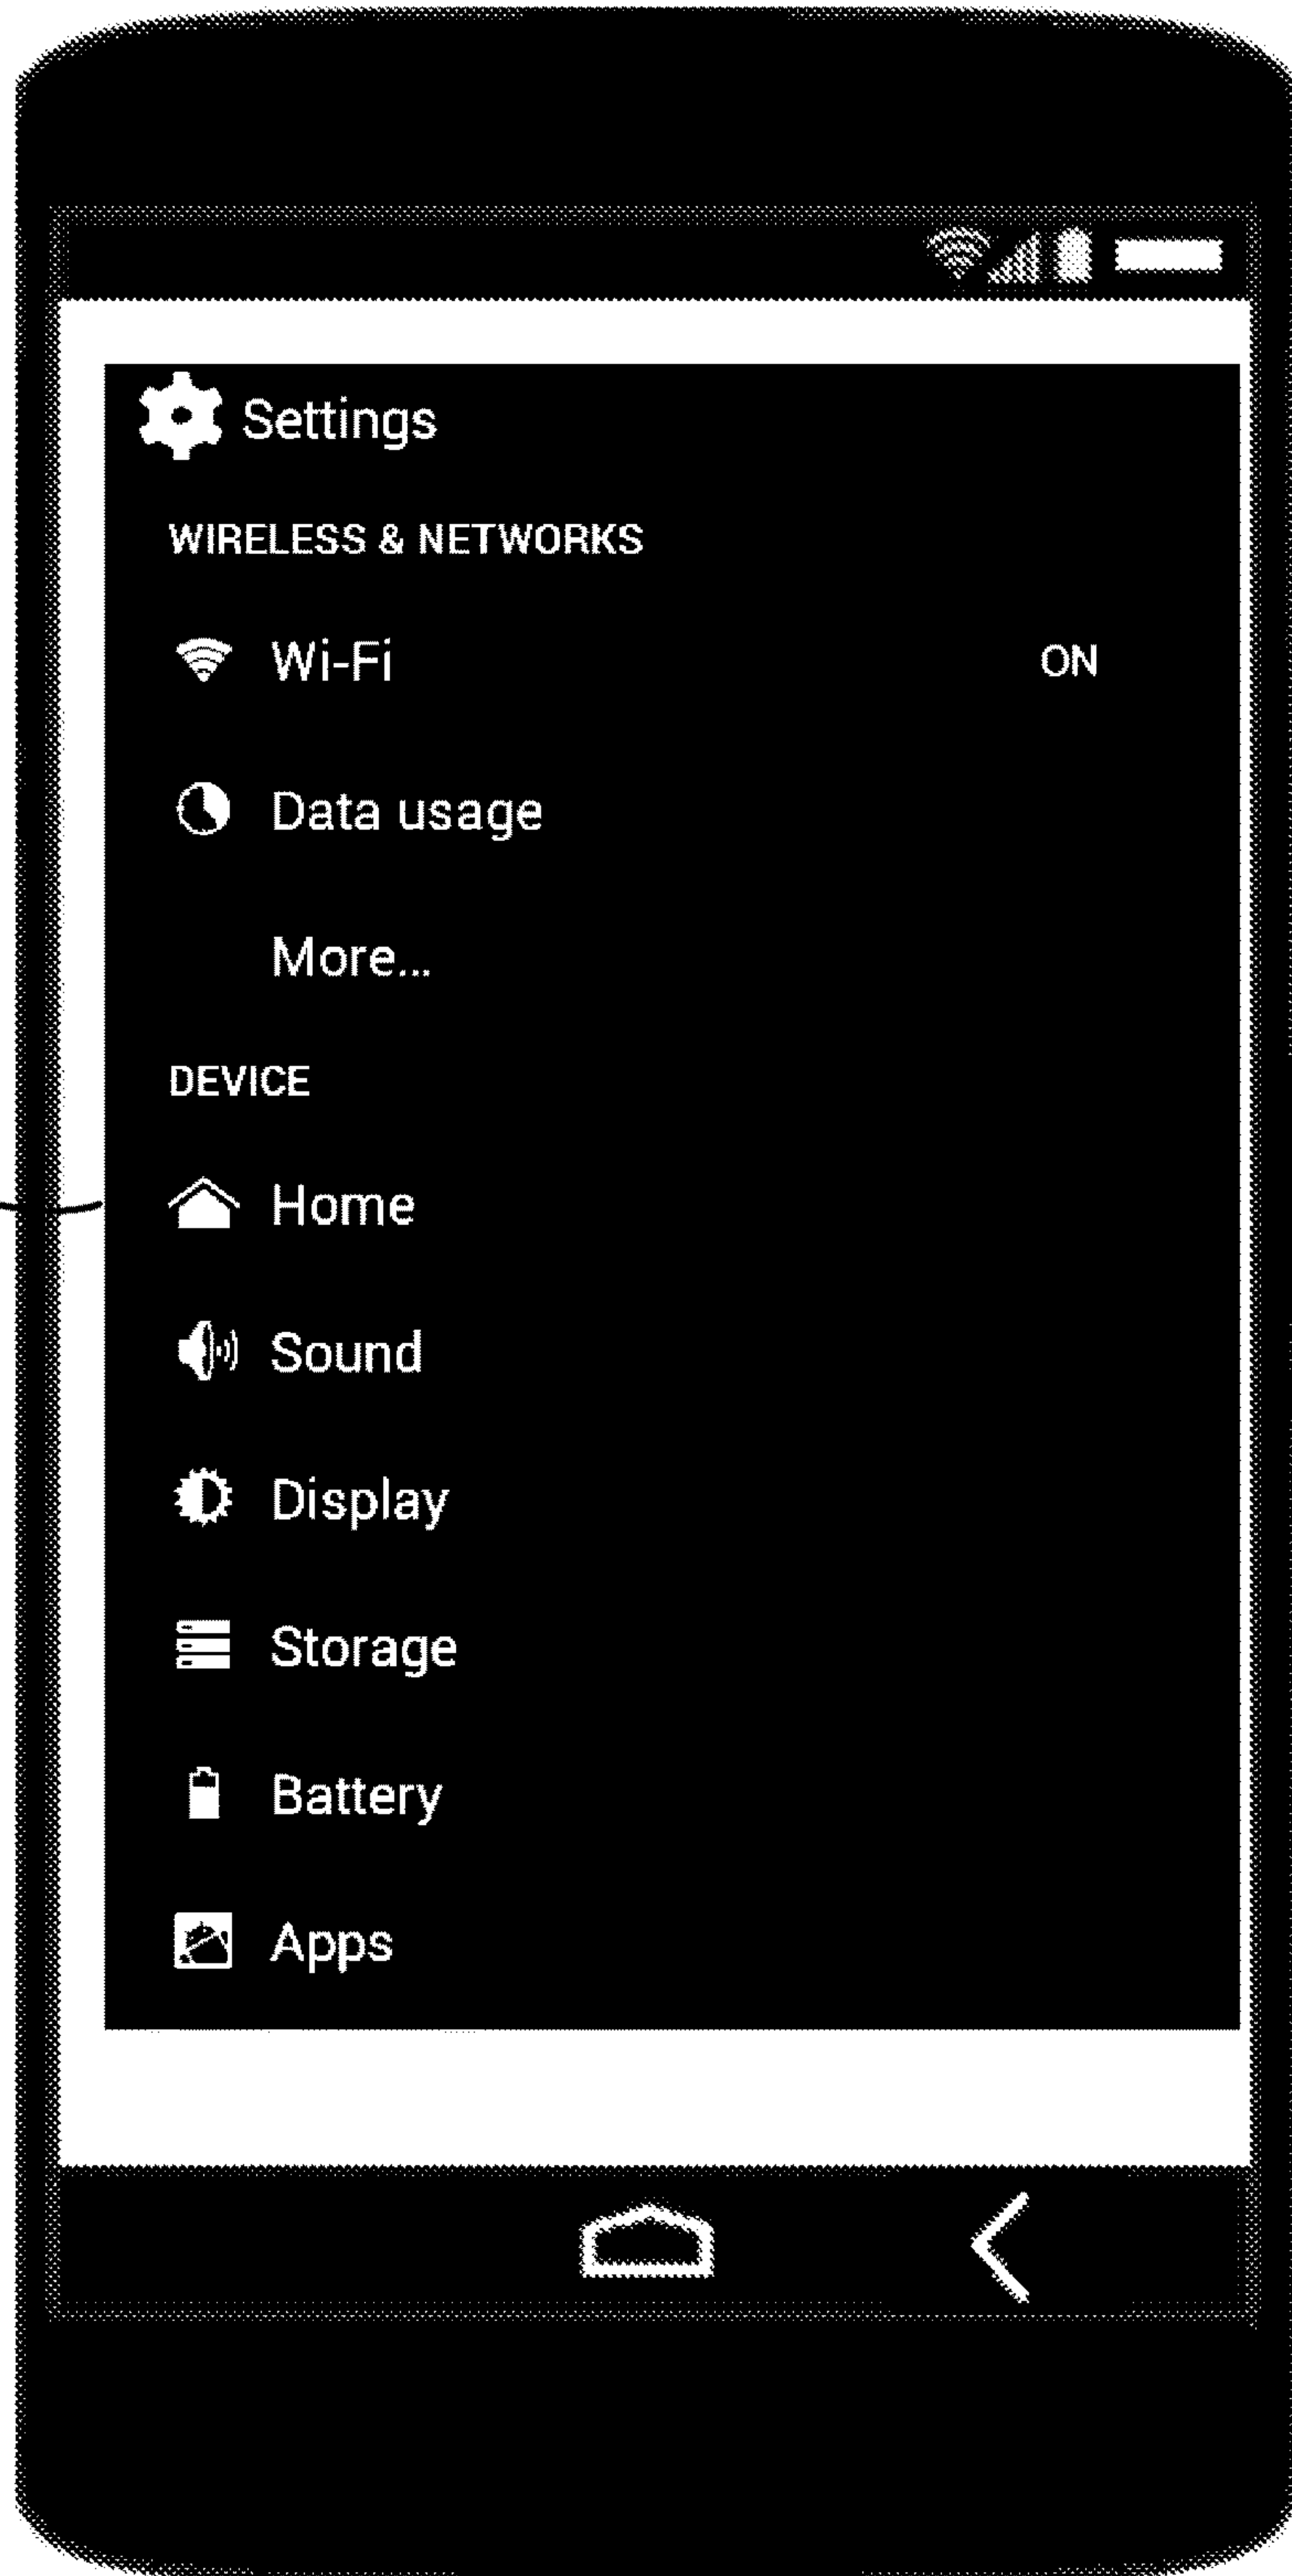 Settings
WIRELESS & NETWORKS
Wi-Fi ON
Data usage
More...
DEVICE
Home
Sound
Display
Storage
Battery
Apps